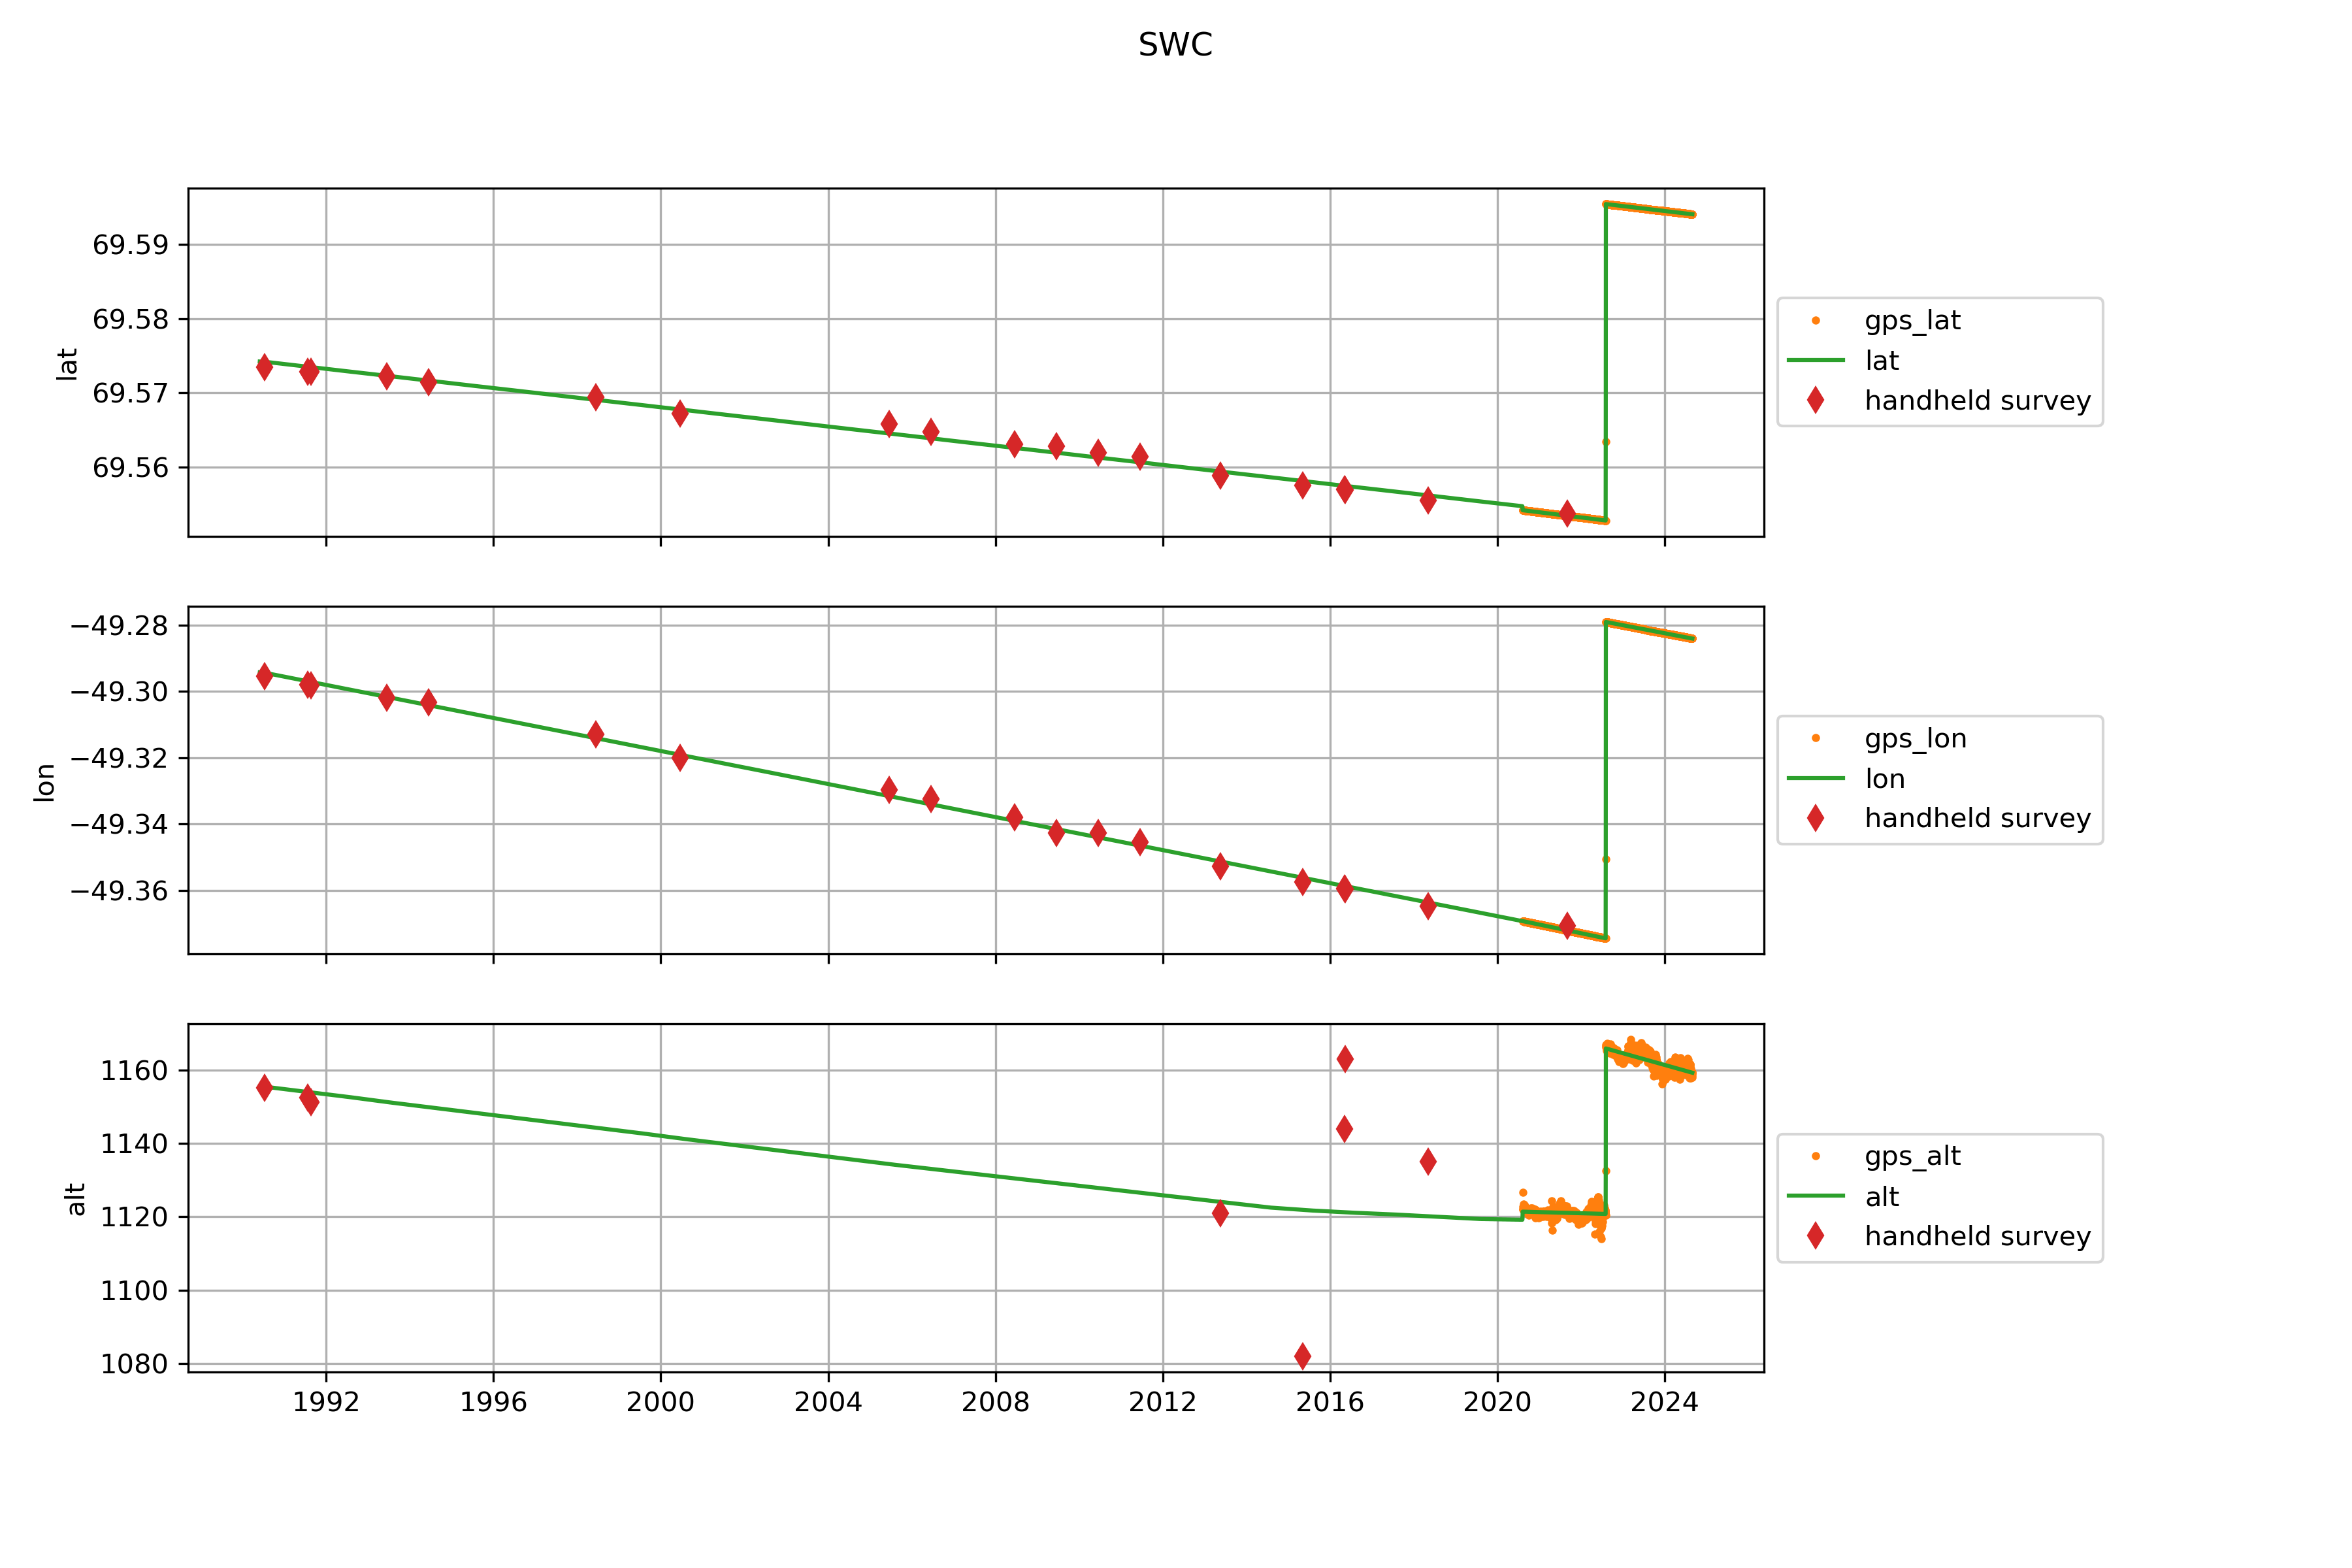 SWC
69.59
69.58
69.57
69.56
lat
gps_lat
lat
handheld survey
−49.28
−49.30
−49.32
−49.34
−49.36
lon
gps_lon
lon
handheld survey
1160
1140
1120
1100
1080
alt
gps_alt
alt
handheld survey
1992 1996 2000 2004 2008 2012 2016 2020 2024